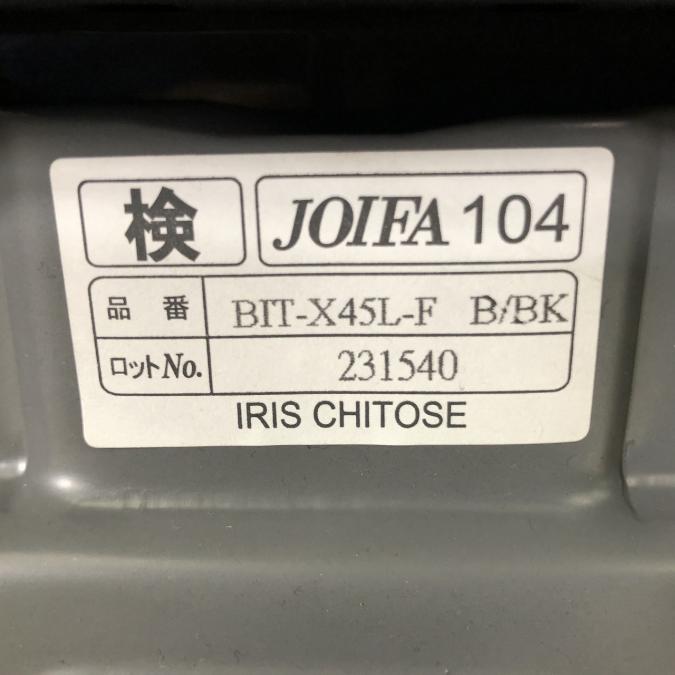 検 JOIFA 104
品番 BIT-X45L-F B/BK
ロットNo. 231540
IRIS CHITOSE